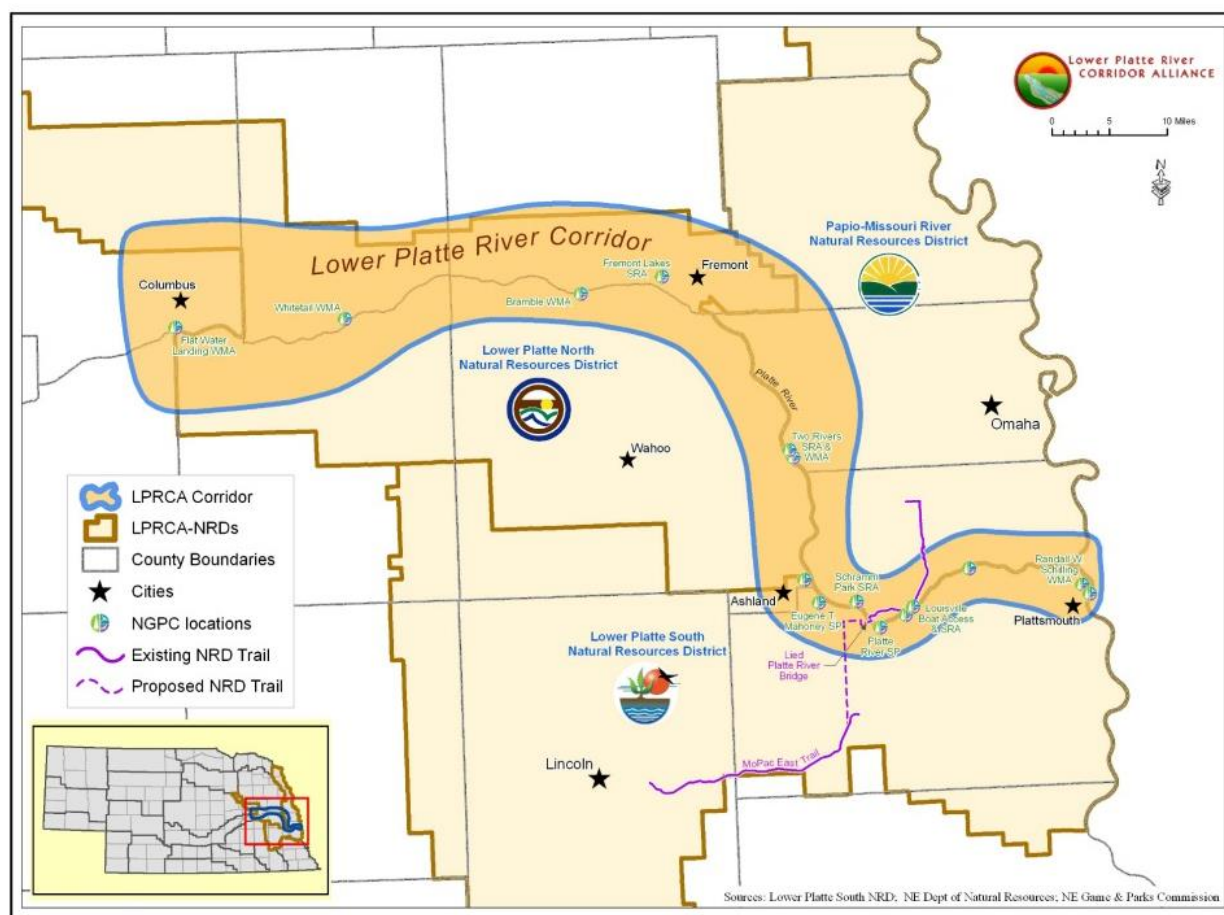 Lower Platte River
CORRIDOR ALLIANCE
0 5 10 Miles
N
Papio-Missouri River
Natural Resources District
Lower Platte River Corridor
Fremont Lakes
SRA
Fremont
Columbus
Whitetail WMA
Bramble WMA
Flat Water
Landing WMA
Lower Platte North
Natural Resources District
Platte River
Omaha
Two Rivers
SRA &
WMA
Wahoo
LPRCA Corridor
LPRCA-NRDs
County Boundaries
Cities
NGPC locations
Existing NRD Trail
Proposed NRD Trail
Randall W
Schilling
WMA
Schramm
Park SRA
Ashland
Eugene T
Mahoney SP
Louisville
Boat Access
& SRA
Plattsmouth
Platte
River SP
Lower Platte South
Natural Resources District
Lied
Platte River
Bridge
MoPac East Trail
Lincoln
Sources: Lower Platte South NRD; NE Dept of Natural Resources; NE Game & Parks Commission